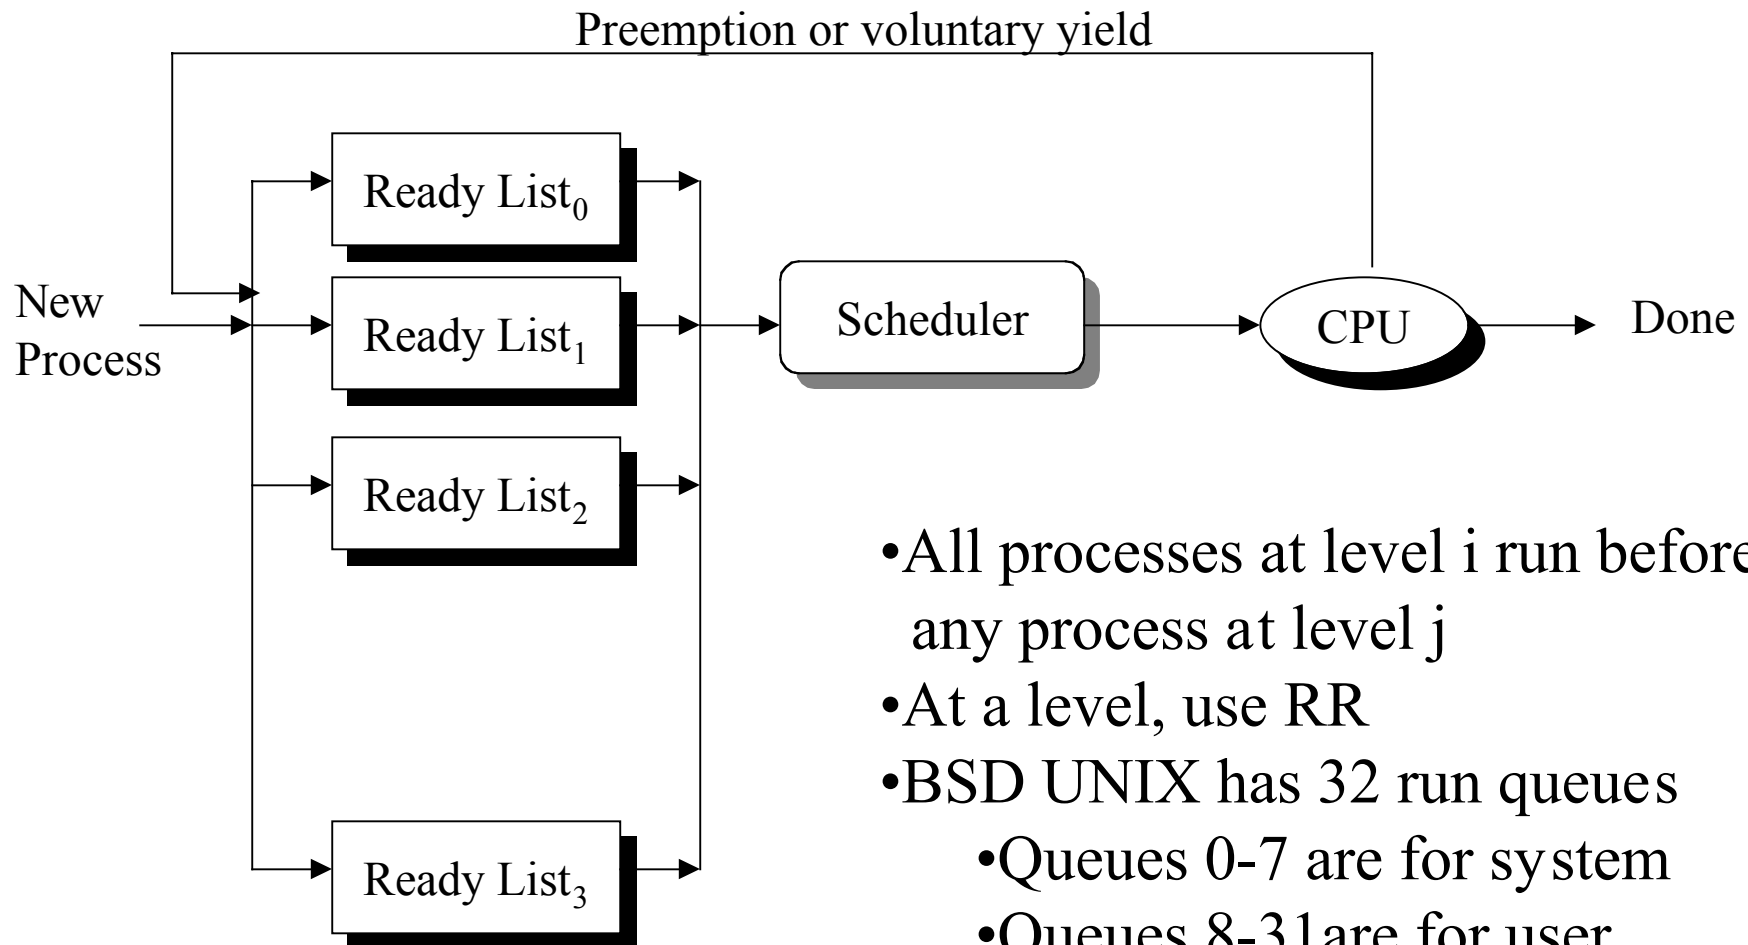 Preemption or voluntary yield
Ready List0
New
Process
Ready List1
Scheduler
CPU
Done
Ready List2
•All processes at level i run before
any process at level j
•At a level, use RR
•BSD UNIX has 32 run queues
•Queues 0-7 are for system
•Queues 8-31are for user
Ready List3